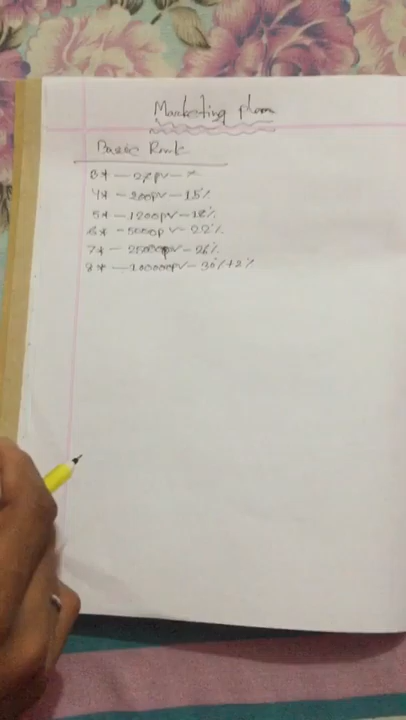 Marketing plan
Basic Rank
3* — 27pv — ×
4* — 200pv — 15%
5* — 1200pv — 18%
6* — 5000pv — 22%
7* — 25000pv — 26%
8* — 100000pv — 30%+2%